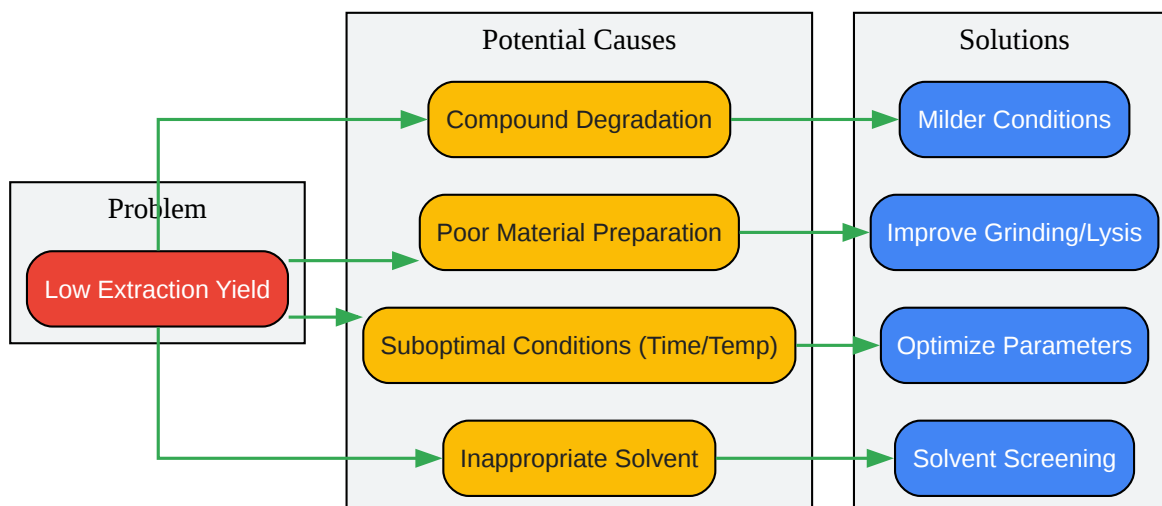 Problem
Low Extraction Yield
Potential Causes
Compound Degradation
Poor Material Preparation
Suboptimal Conditions (Time/Temp)
Inappropriate Solvent
Solutions
Milder Conditions
Improve Grinding/Lysis
Optimize Parameters
Solvent Screening